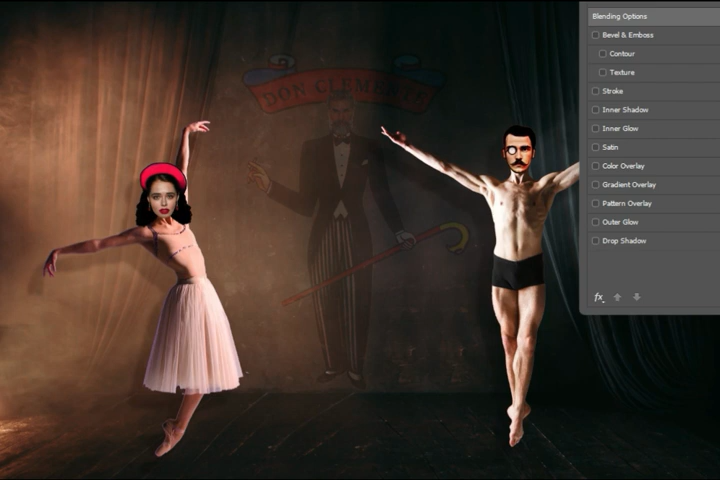 DON CLEMENTE
Blending Options
Bevel & Emboss
Contour
Texture
Stroke
Inner Shadow
Inner Glow
Satin
Color Overlay
Gradient Overlay
Pattern Overlay
Outer Glow
Drop Shadow
fx